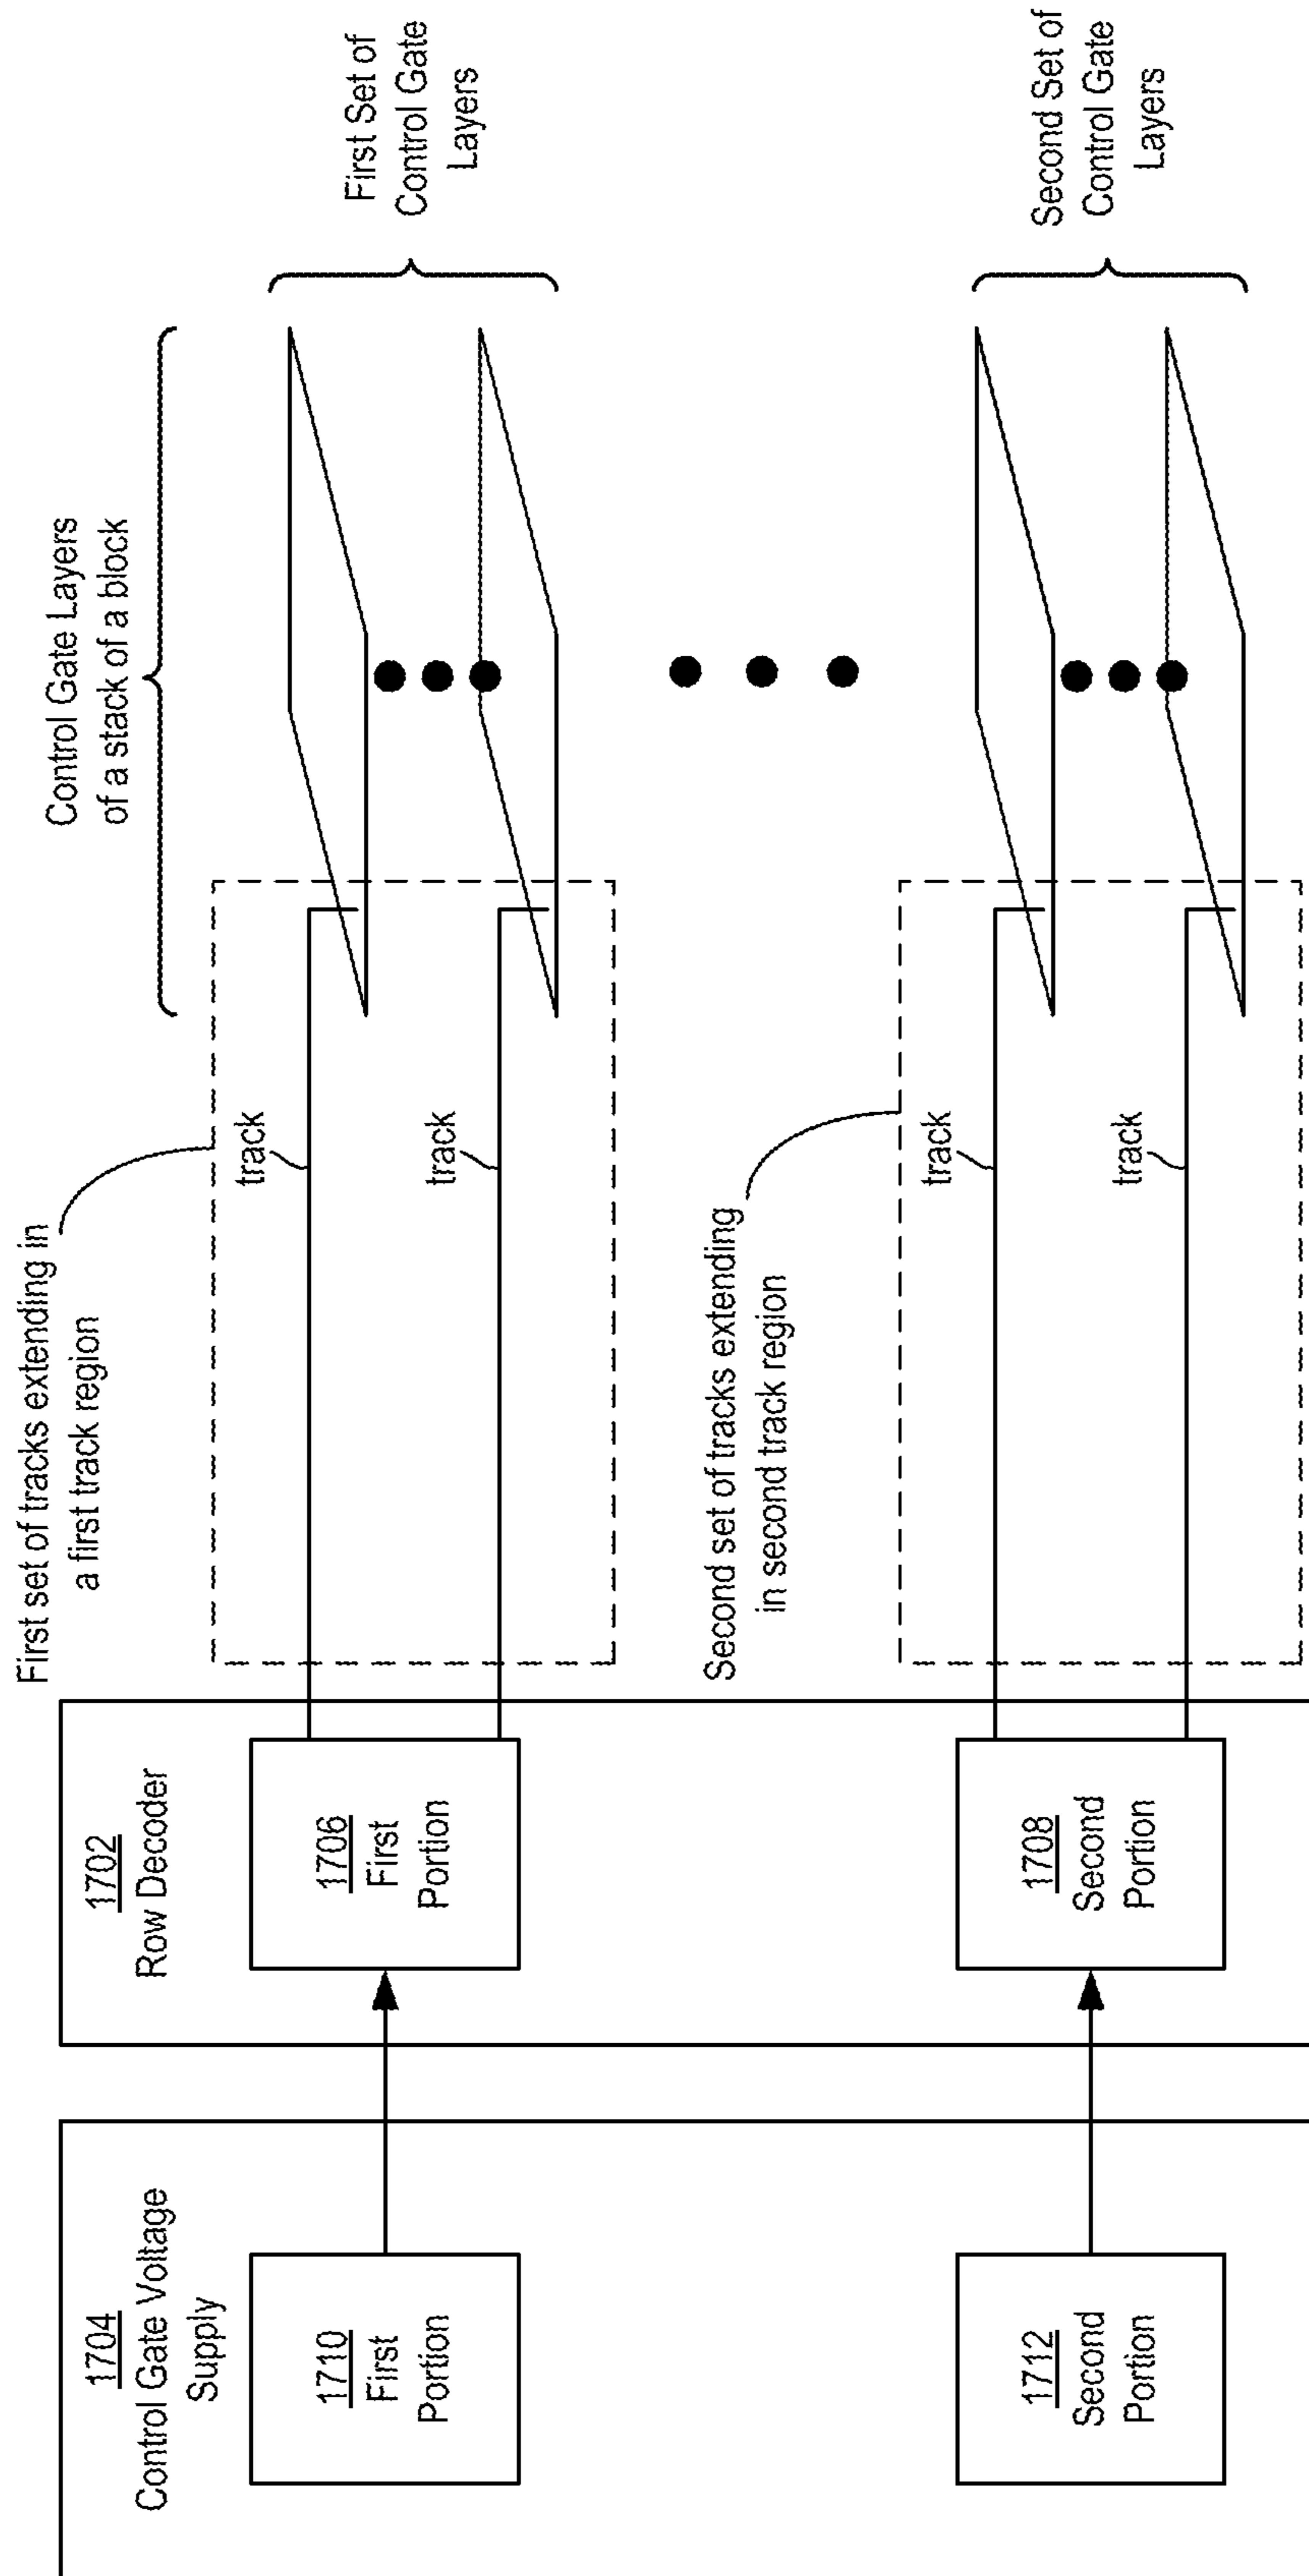 1704
Control Gate Voltage
Supply
1710
First
Portion
1712
Second
Portion
1702
Row Decoder
1706
First
Portion
1708
Second
Portion
First set of tracks extending in
a first track region
track
track
Second set of tracks extending
in second track region
track
track
Control Gate Layers
of a stack of a block
First Set of
Control Gate
Layers
Second Set of
Control Gate
Layers